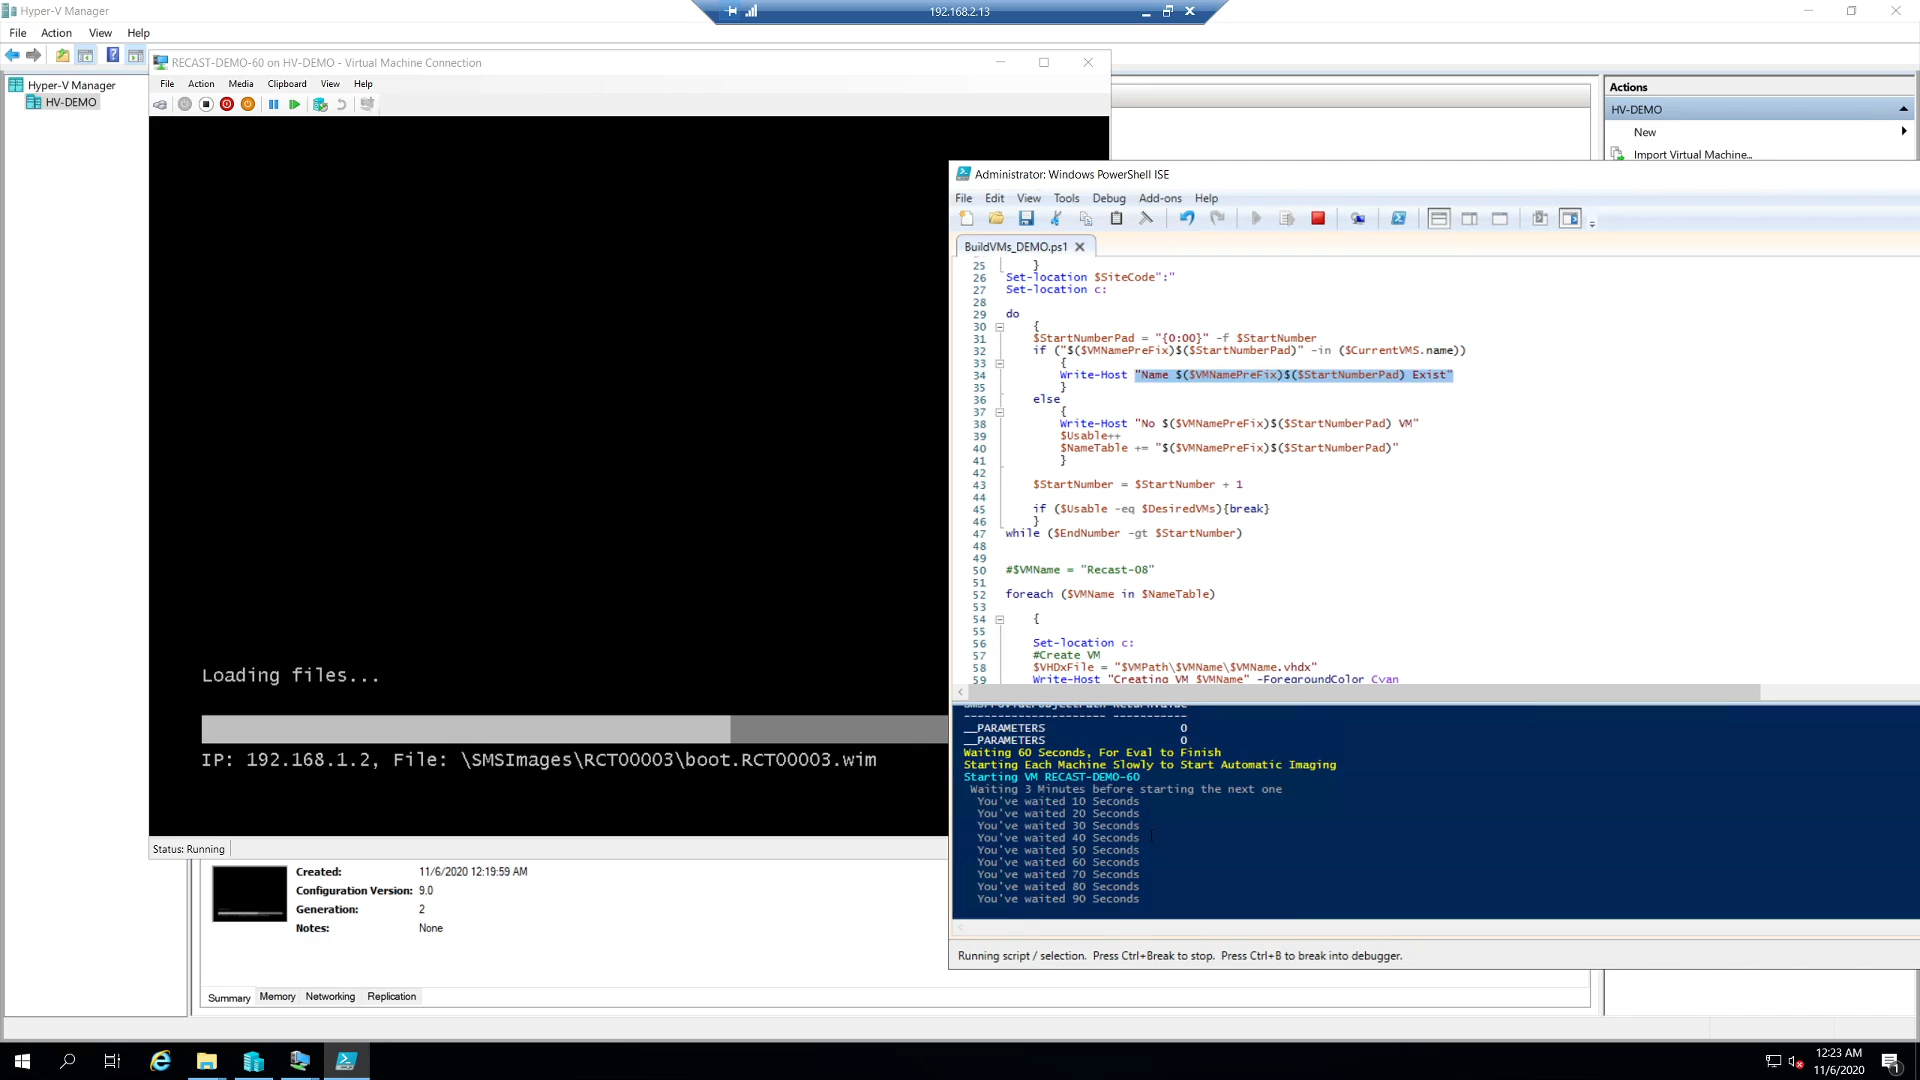 Hyper-V Manager
192.168.2.13
File Action View Help
Hyper-V Manager
HV-DEMO
RECAST-DEMO-60 on HV-DEMO - Virtual Machine Connection
File Action Media Clipboard View Help
Loading files...
IP: 192.168.1.2, File: \SMSImages\RCT00003\boot.RCT00003.wim
Status: Running
Created: 11/6/2020 12:19:59 AM
Configuration Version: 9.0
Generation: 2
Notes: None
Summary Memory Networking Replication
Actions
HV-DEMO
New
Import Virtual Machine...
Administrator: Windows PowerShell ISE
File Edit View Tools Debug Add-ons Help
BuildVMs_DEMO.ps1
25 }
26 Set-location $SiteCode":"
27 Set-location c:
28
29 do
30 {
31 $StartNumberPad = "{0:00}" -f $StartNumber
32 if ("$($VMNamePreFix)$($StartNumberPad)" -in ($CurrentVMS.name))
33 {
34 Write-Host "Name $($VMNamePreFix)$($StartNumberPad) Exist"
35 }
36 else
37 {
38 Write-Host "No $($VMNamePreFix)$($StartNumberPad) VM"
39 $Usable++
40 $NameTable += "$($VMNamePreFix)$($StartNumberPad)"
41 }
42
43 $StartNumber = $StartNumber + 1
44
45 if ($Usable -eq $DesiredVMs){break}
46 }
47 while ($EndNumber -gt $StartNumber)
48
49
50 #$VMName = "Recast-08"
51
52 foreach ($VMName in $NameTable)
53
54 {
55
56 Set-location c:
57 #Create VM
58 $VHDxFile = "$VMPath\$VMName\$VMName.vhdx"
59 Write-Host "Creating VM $VMName" -ForegroundColor Cyan
--------------------- -----------
__PARAMETERS 0
__PARAMETERS 0
Waiting 60 Seconds, For Eval to Finish
Starting Each Machine Slowly to Start Automatic Imaging
Starting VM RECAST-DEMO-60
Waiting 3 Minutes before starting the next one
You've waited 10 Seconds
You've waited 20 Seconds
You've waited 30 Seconds
You've waited 40 Seconds
You've waited 50 Seconds
You've waited 60 Seconds
You've waited 70 Seconds
You've waited 80 Seconds
You've waited 90 Seconds
Running script / selection. Press Ctrl+Break to stop. Press Ctrl+B to break into debugger.
12:23 AM
11/6/2020
1